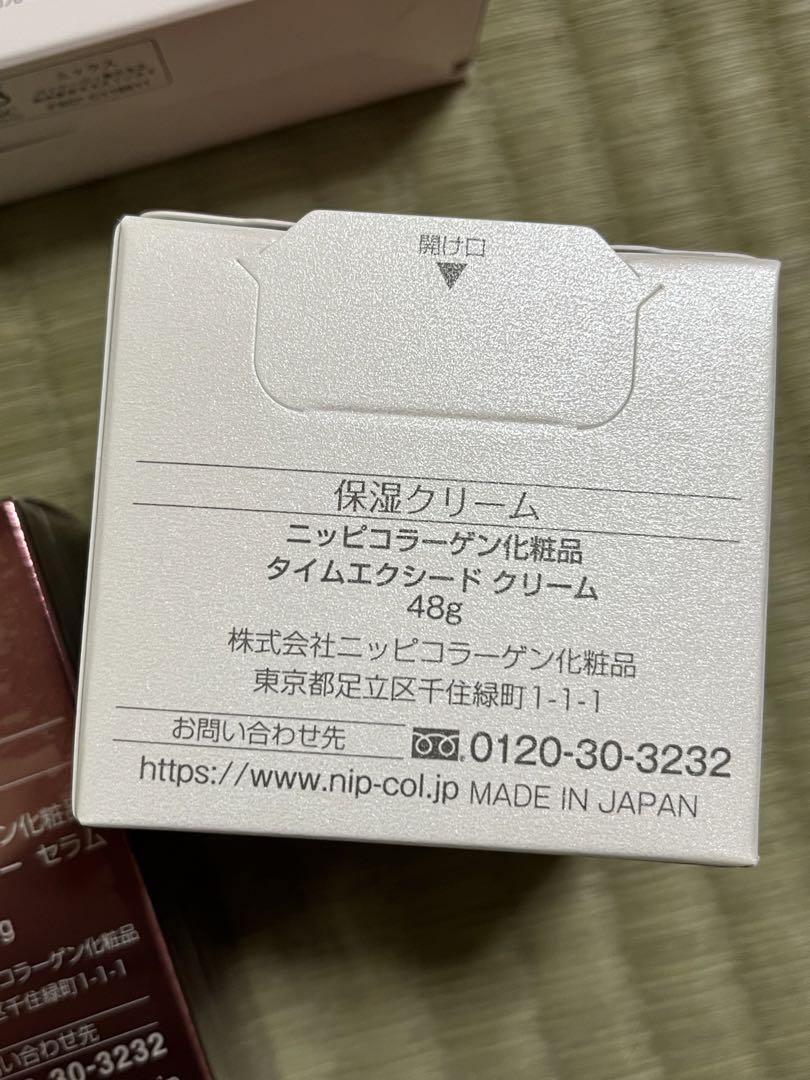 開け口
保湿クリーム
ニッピコラーゲン化粧品
タイムエクシード クリーム
48g
株式会社ニッピコラーゲン化粧品
東京都足立区千住緑町1-1-1
お問い合わせ先 0120-30-3232
https://www.nip-col.jp MADE IN JAPAN
ン化粧品
ー セラム
g
コラーゲン化粧品
区千住緑町1-1-1
い合わせ先
30-3232